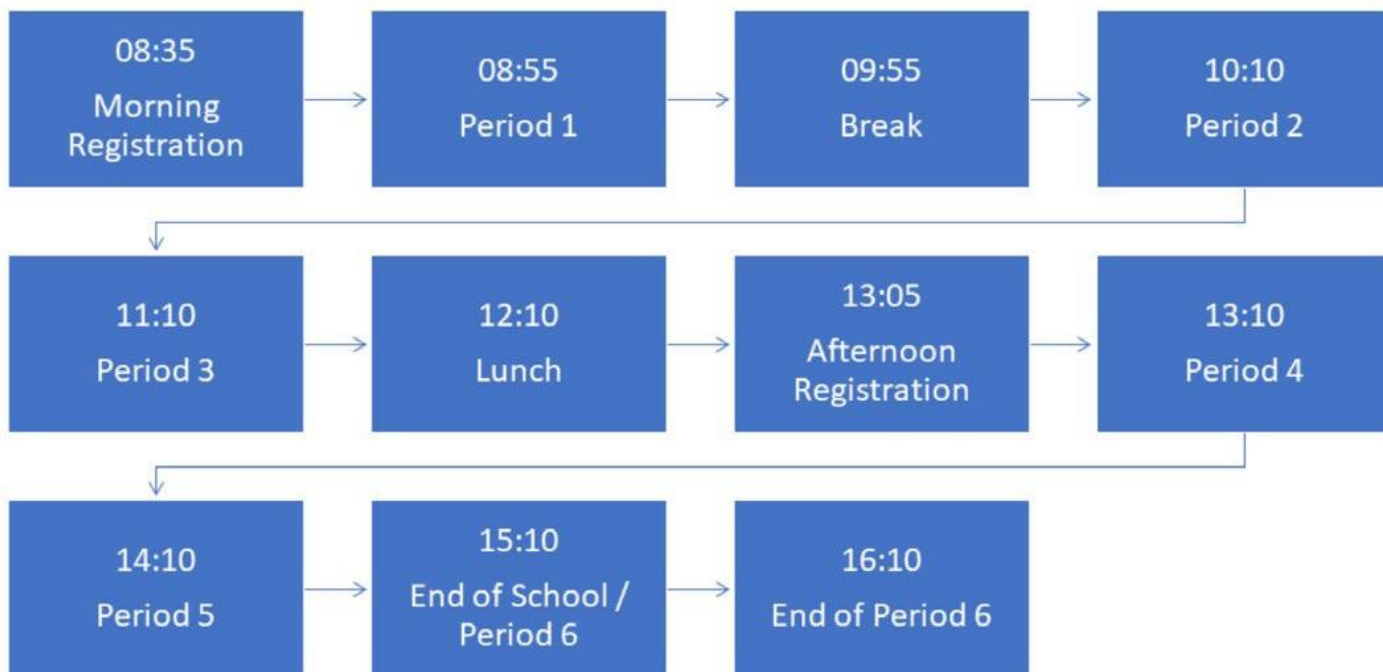 08:35
Morning
Registration
08:55
Period 1
09:55
Break
10:10
Period 2
11:10
Period 3
12:10
Lunch
13:05
Afternoon
Registration
13:10
Period 4
14:10
Period 5
15:10
End of School /
Period 6
16:10
End of Period 6